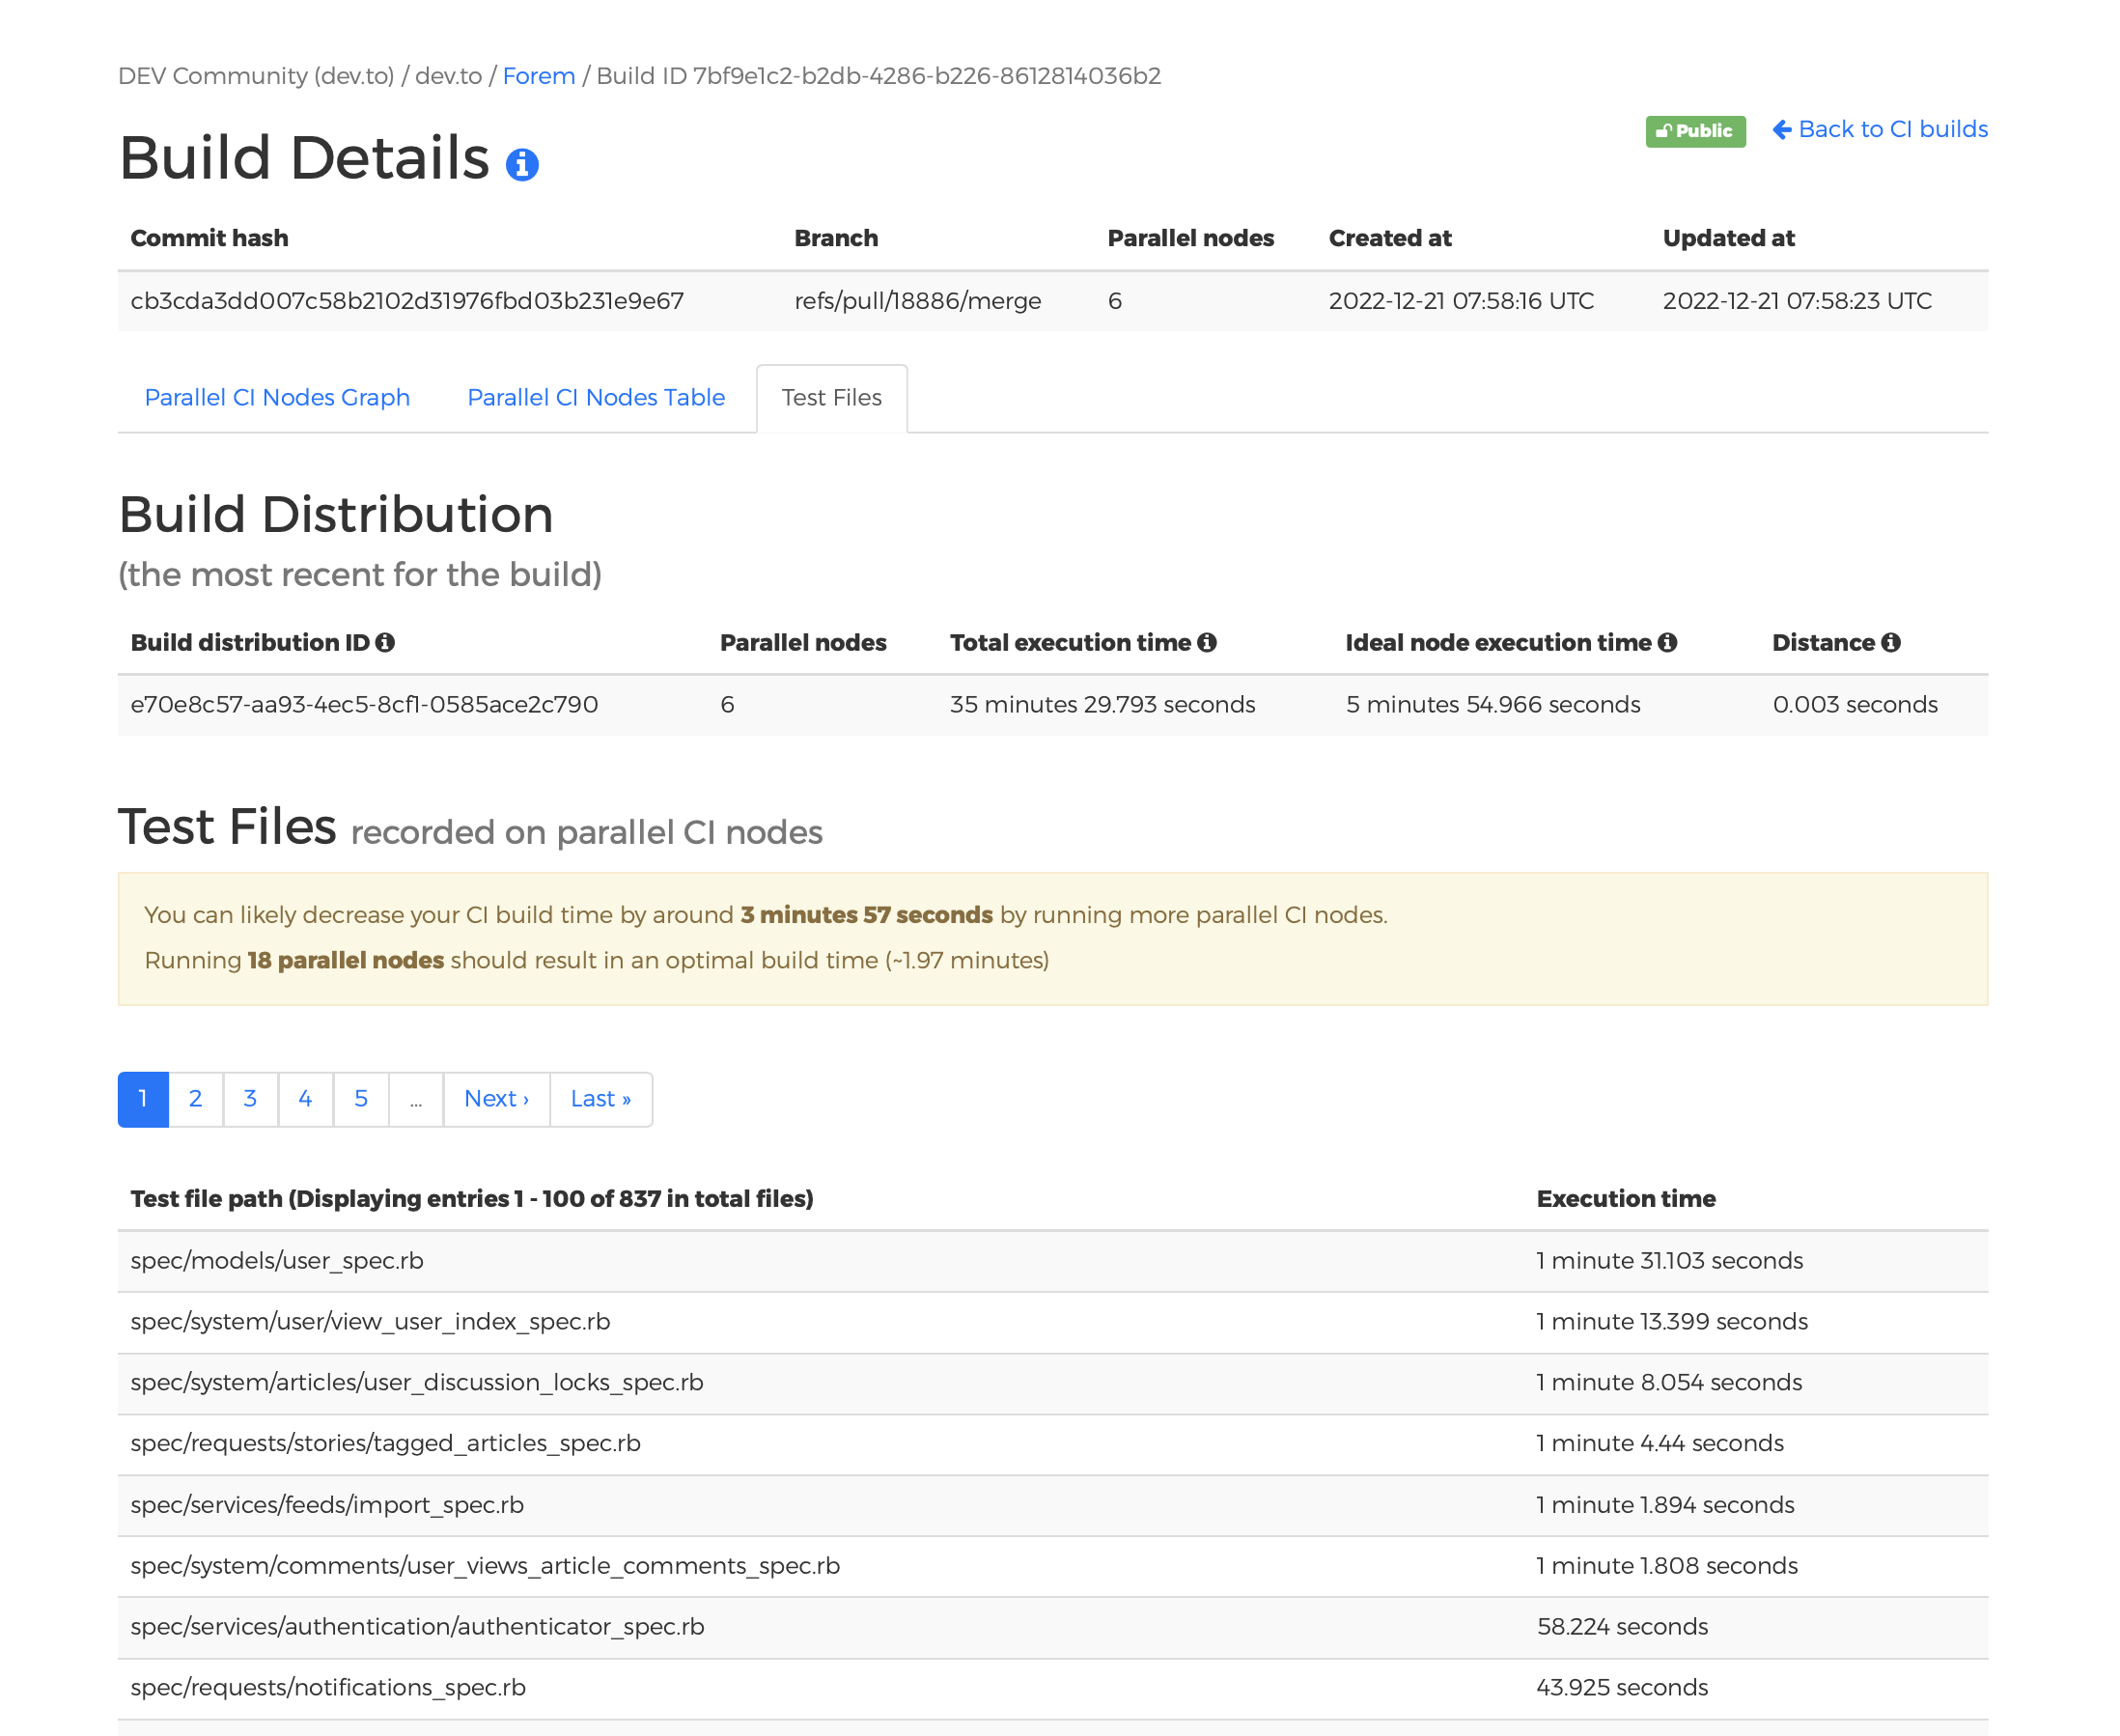 DEV Community (dev.to) / dev.to / Forem / Build ID 7bf9e1c2-b2db-4286-b226-8612814036b2
Public
Back to CI builds
Build Details
Commit hash Branch Parallel nodes Created at Updated at
cb3cda3dd007c58b2102d31976fbd03b231e9e67 refs/pull/18886/merge 6 2022-12-21 07:58:16 UTC 2022-12-21 07:58:23 UTC
Parallel CI Nodes Graph Parallel CI Nodes Table Test Files
Build Distribution
(the most recent for the build)
Build distribution ID Parallel nodes Total execution time Ideal node execution time Distance
e70e8c57-aa93-4ec5-8cf1-0585ace2c790 6 35 minutes 29.793 seconds 5 minutes 54.966 seconds 0.003 seconds
Test Files recorded on parallel CI nodes
You can likely decrease your CI build time by around 3 minutes 57 seconds by running more parallel CI nodes.
Running 18 parallel nodes should result in an optimal build time (~1.97 minutes)
1 2 3 4 5 ... Next › Last »
Test file path (Displaying entries 1 - 100 of 837 in total files) Execution time
spec/models/user_spec.rb 1 minute 31.103 seconds
spec/system/user/view_user_index_spec.rb 1 minute 13.399 seconds
spec/system/articles/user_discussion_locks_spec.rb 1 minute 8.054 seconds
spec/requests/stories/tagged_articles_spec.rb 1 minute 4.44 seconds
spec/services/feeds/import_spec.rb 1 minute 1.894 seconds
spec/system/comments/user_views_article_comments_spec.rb 1 minute 1.808 seconds
spec/services/authentication/authenticator_spec.rb 58.224 seconds
spec/requests/notifications_spec.rb 43.925 seconds